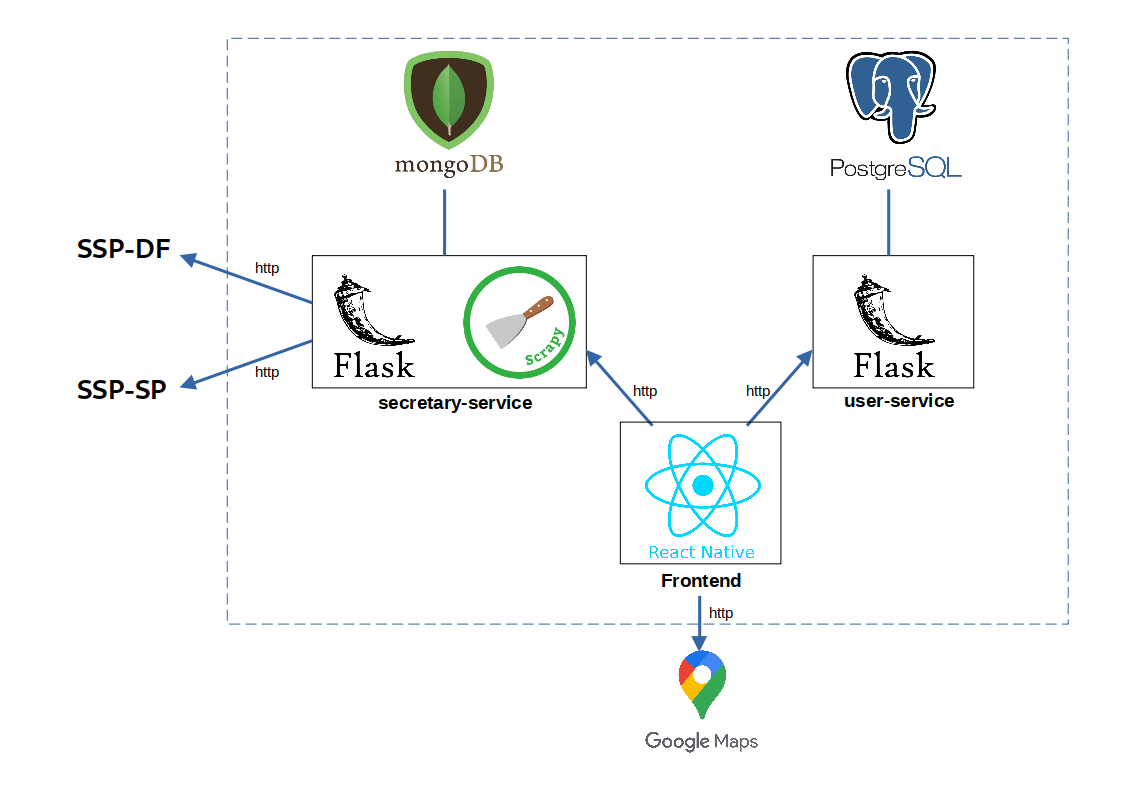 mongoDB
PostgreSQL
SSP-DF
http
Flask
Scrapy
Flask
SSP-SP
http
secretary-service
http
http
user-service
React Native
Frontend
http
Google Maps